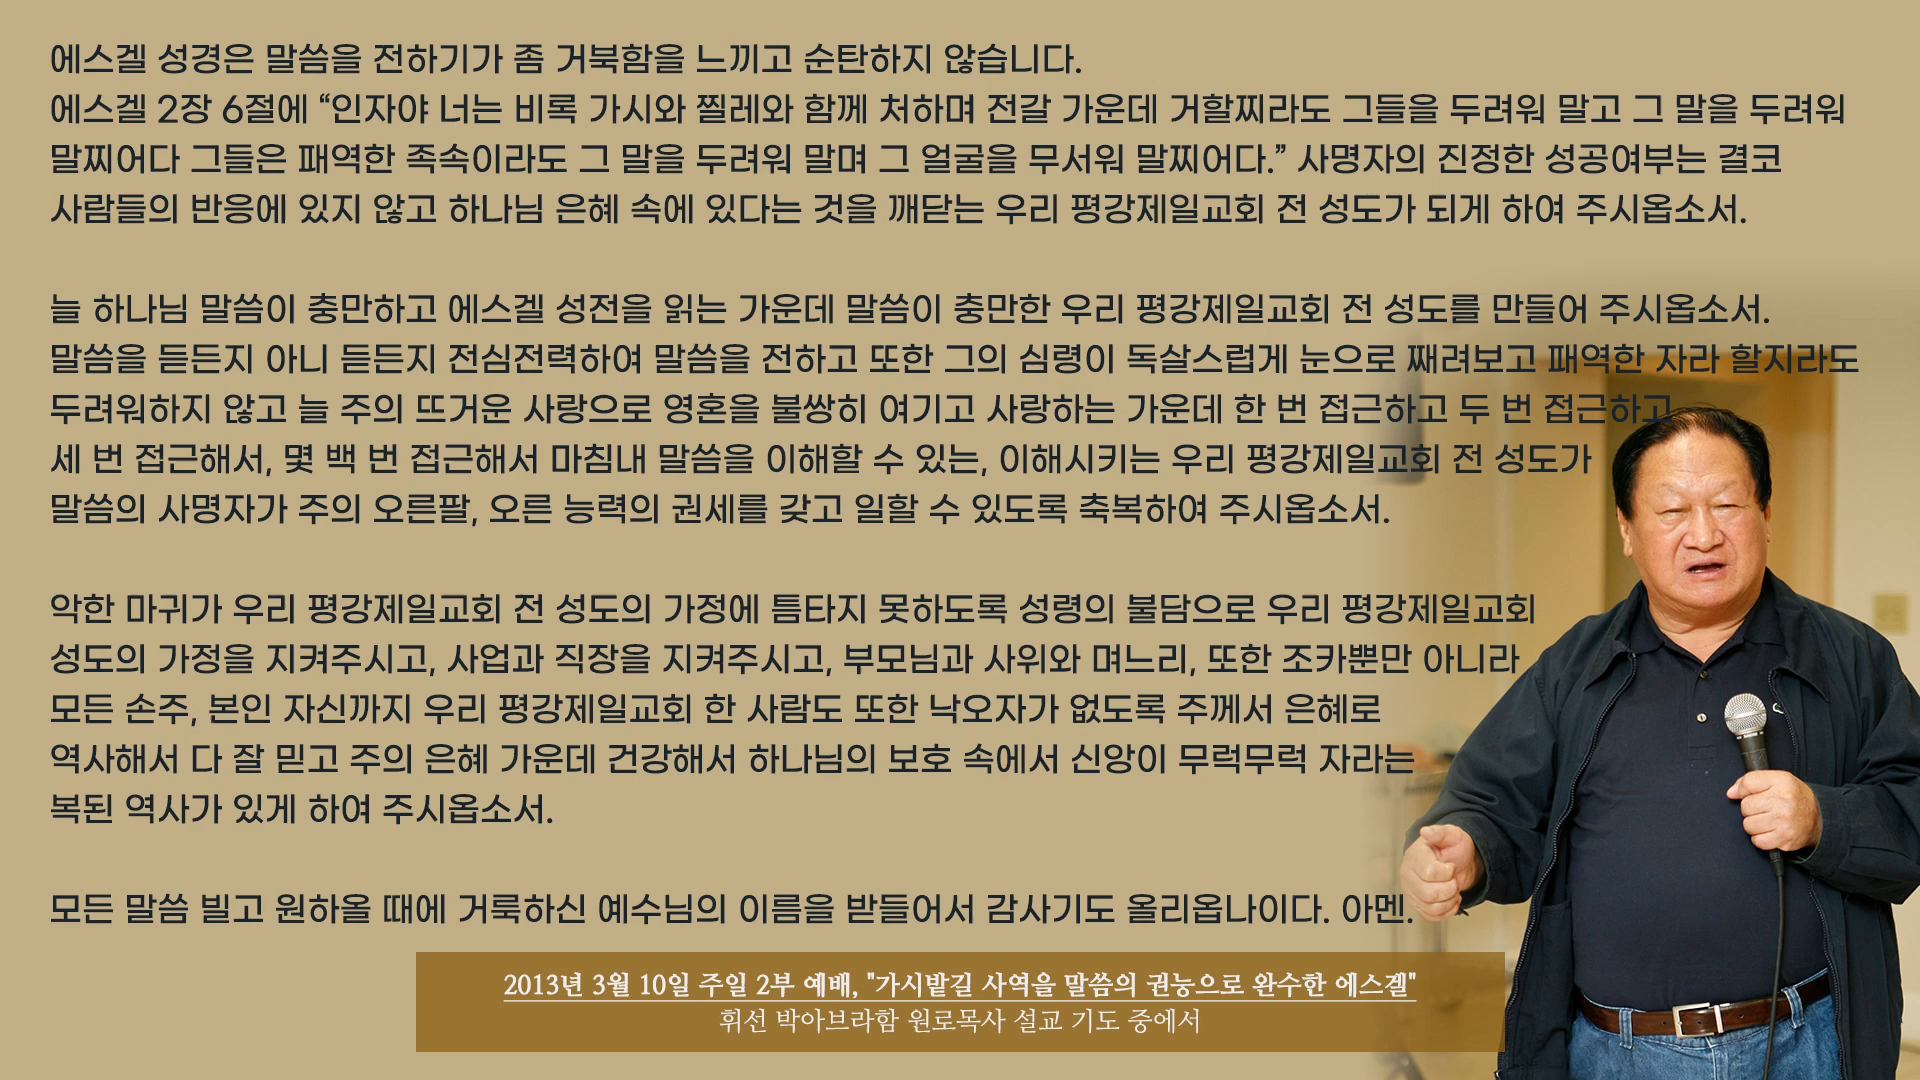 에스겔 성경은 말씀을 전하기가 좀 거북함을 느끼고 순탄하지 않습니다.
에스겔 2장 6절에 “인자야 너는 비록 가시와 찔레와 함께 처하며 전갈 가운데 거할찌라도 그들을 두려워 말고 그 말을 두려워
말찌어다 그들은 패역한 족속이라도 그 말을 두려워 말며 그 얼굴을 무서워 말찌어다.” 사명자의 진정한 성공여부는 결코
사람들의 반응에 있지 않고 하나님 은혜 속에 있다는 것을 깨닫는 우리 평강제일교회 전 성도가 되게 하여 주시옵소서.
늘 하나님 말씀이 충만하고 에스겔 성전을 읽는 가운데 말씀이 충만한 우리 평강제일교회 전 성도를 만들어 주시옵소서.
말씀을 듣든지 아니 듣든지 전심전력하여 말씀을 전하고 또한 그의 심령이 독살스럽게 눈으로 째려보고 패역한 자라 할지라도
두려워하지 않고 늘 주의 뜨거운 사랑으로 영혼을 불쌍히 여기고 사랑하는 가운데 한 번 접근하고 두 번 접근하고
세 번 접근해서, 몇 백 번 접근해서 마침내 말씀을 이해할 수 있는, 이해시키는 우리 평강제일교회 전 성도가
말씀의 사명자가 주의 오른팔, 오른 능력의 권세를 갖고 일할 수 있도록 축복하여 주시옵소서.
악한 마귀가 우리 평강제일교회 전 성도의 가정에 틈타지 못하도록 성령의 불담으로 우리 평강제일교회
성도의 가정을 지켜주시고, 사업과 직장을 지켜주시고, 부모님과 사위와 며느리, 또한 조카뿐만 아니라
모든 손주, 본인 자신까지 우리 평강제일교회 한 사람도 또한 낙오자가 없도록 주께서 은혜로
역사해서 다 잘 믿고 주의 은혜 가운데 건강해서 하나님의 보호 속에서 신앙이 무럭무럭 자라는
복된 역사가 있게 하여 주시옵소서.
모든 말씀 빌고 원하올 때에 거룩하신 예수님의 이름을 받들어서 감사기도 올리옵나이다. 아멘.
2013년 3월 10일 주일 2부 예배, "가시밭길 사역을 말씀의 권능으로 완수한 에스겔"
휘선 박아브라함 원로목사 설교 기도 중에서